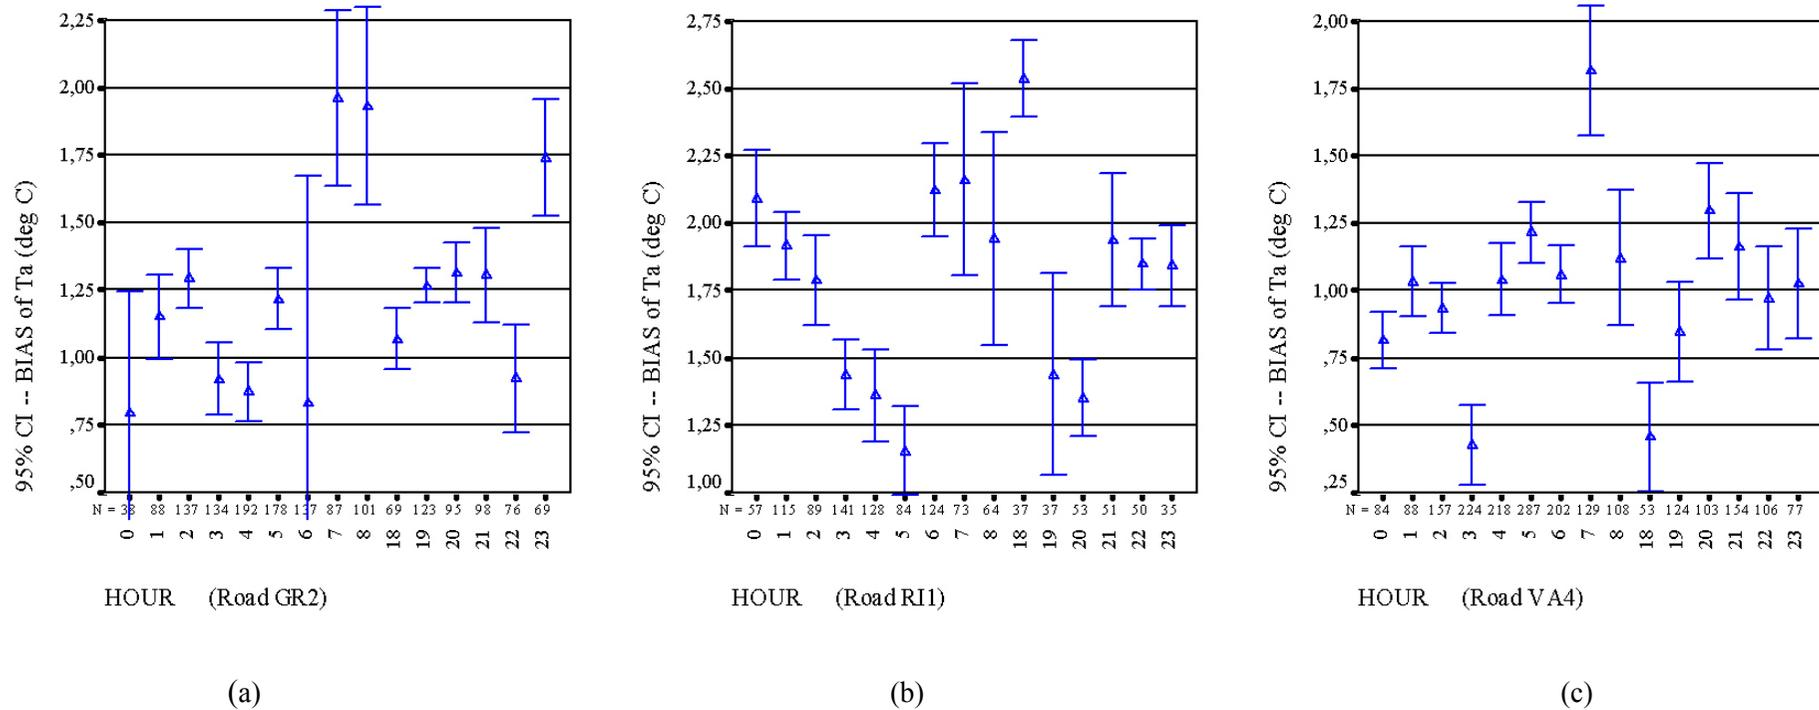 95% CI -- BIAS of Ta (deg C)
2,25
2,00
1,75
1,50
1,25
1,00
,75
,50
N = 88 137 134 192 178 87 101 69 123 95 98 76 69
0 1 2 3 4 5 6 7 8 18 19 20 21 22 23
HOUR (Road GR2)
(a)
95% CI -- BIAS of Ta (deg C)
2,75
2,50
2,25
2,00
1,75
1,50
1,25
1,00
N = 57 115 89 141 128 84 124 73 64 37 37 53 51 50 35
0 1 2 3 4 5 6 7 8 18 19 20 21 22 23
HOUR (Road RI1)
(b)
95% CI -- BIAS of Ta (deg C)
2,00
1,75
1,50
1,25
1,00
,75
,50
,25
N = 84 88 157 224 218 287 202 129 108 53 124 103 154 106 77
0 1 2 3 4 5 6 7 8 18 19 20 21 22 23
HOUR (Road VA4)
(c)